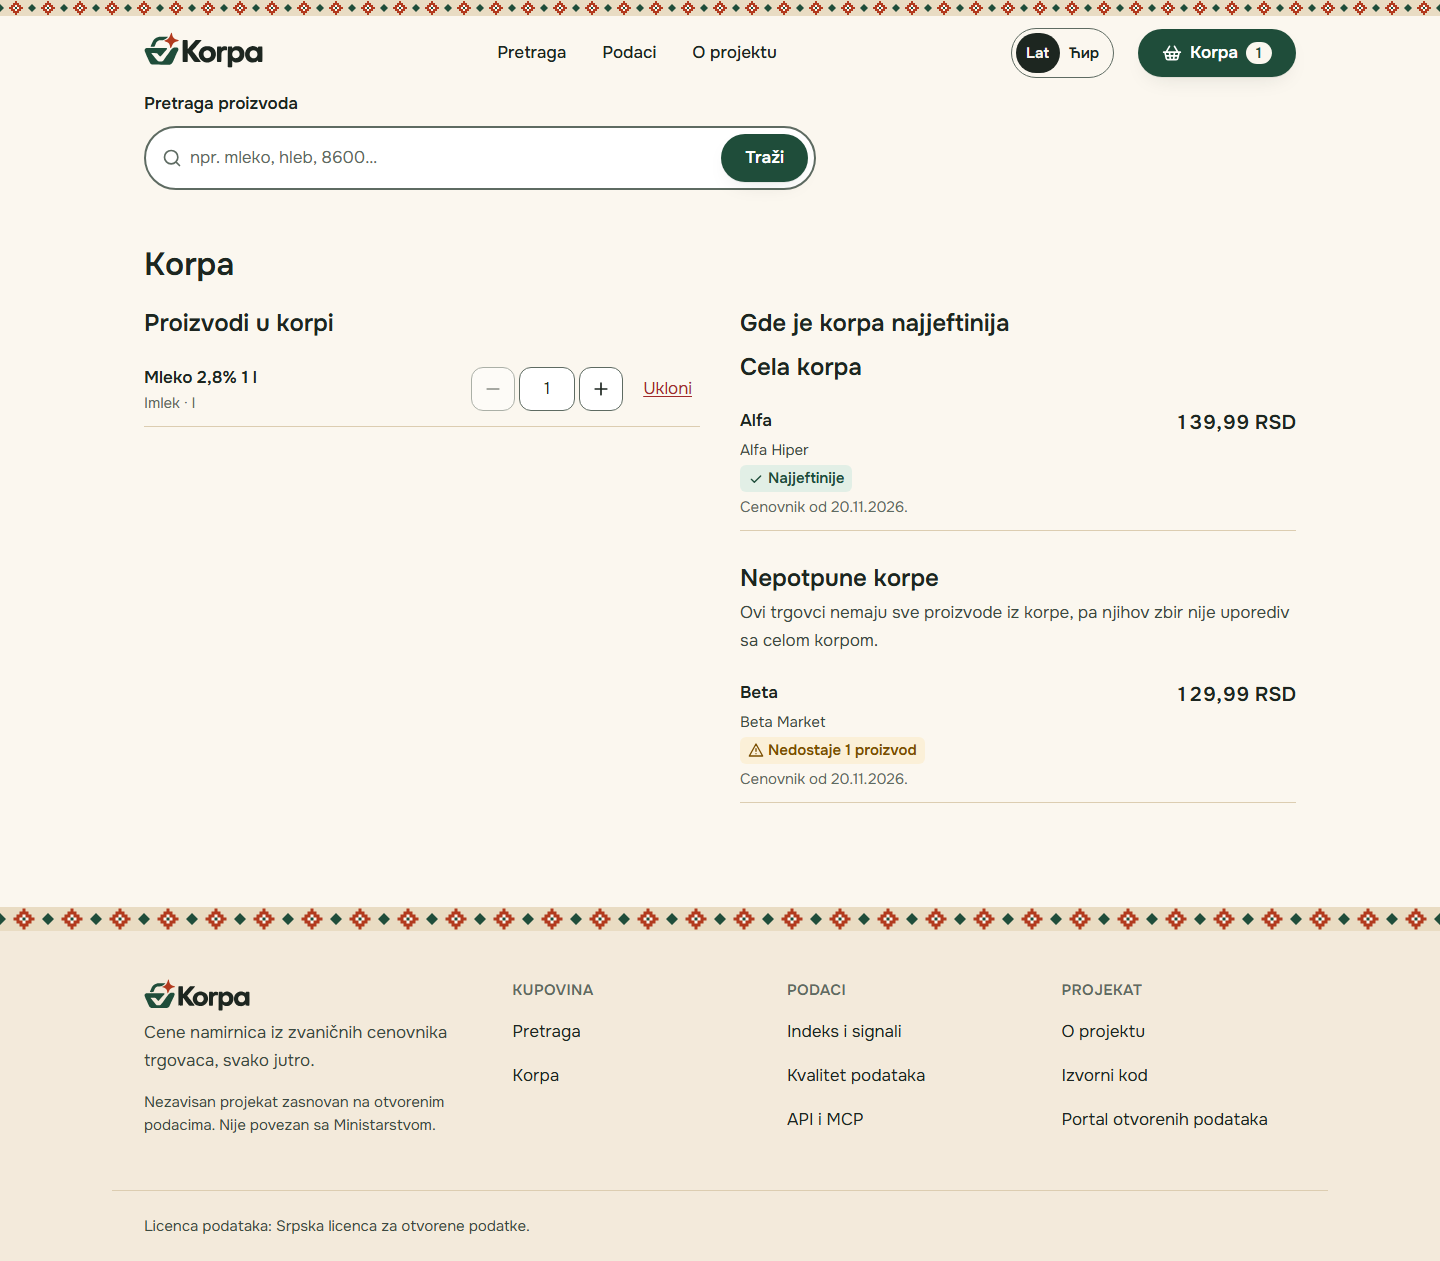 Korpa
Pretraga
Podaci
O projektu
Lat
Ћир
Korpa
1
Pretraga proizvoda
npr. mleko, hleb, 8600...
Traži
Korpa
Proizvodi u korpi
Mleko 2,8% 1 l
Imlek · l
1
Ukloni
Gde je korpa najjeftinija
Cela korpa
Alfa
139,99 RSD
Alfa Hiper
Najjeftinije
Cenovnik od 20.11.2026.
Nepotpune korpe
Ovi trgovci nemaju sve proizvode iz korpe, pa njihov zbir nije uporediv
sa celom korpom.
Beta
129,99 RSD
Beta Market
Nedostaje 1 proizvod
Cenovnik od 20.11.2026.
Korpa
Cene namirnica iz zvaničnih cenovnika
trgovaca, svako jutro.
Nezavisan projekat zasnovan na otvorenim
podacima. Nije povezan sa Ministarstvom.
KUPOVINA
Pretraga
Korpa
PODACI
Indeks i signali
Kvalitet podataka
API i MCP
PROJEKAT
O projektu
Izvorni kod
Portal otvorenih podataka
Licenca podataka: Srpska licenca za otvorene podatke.